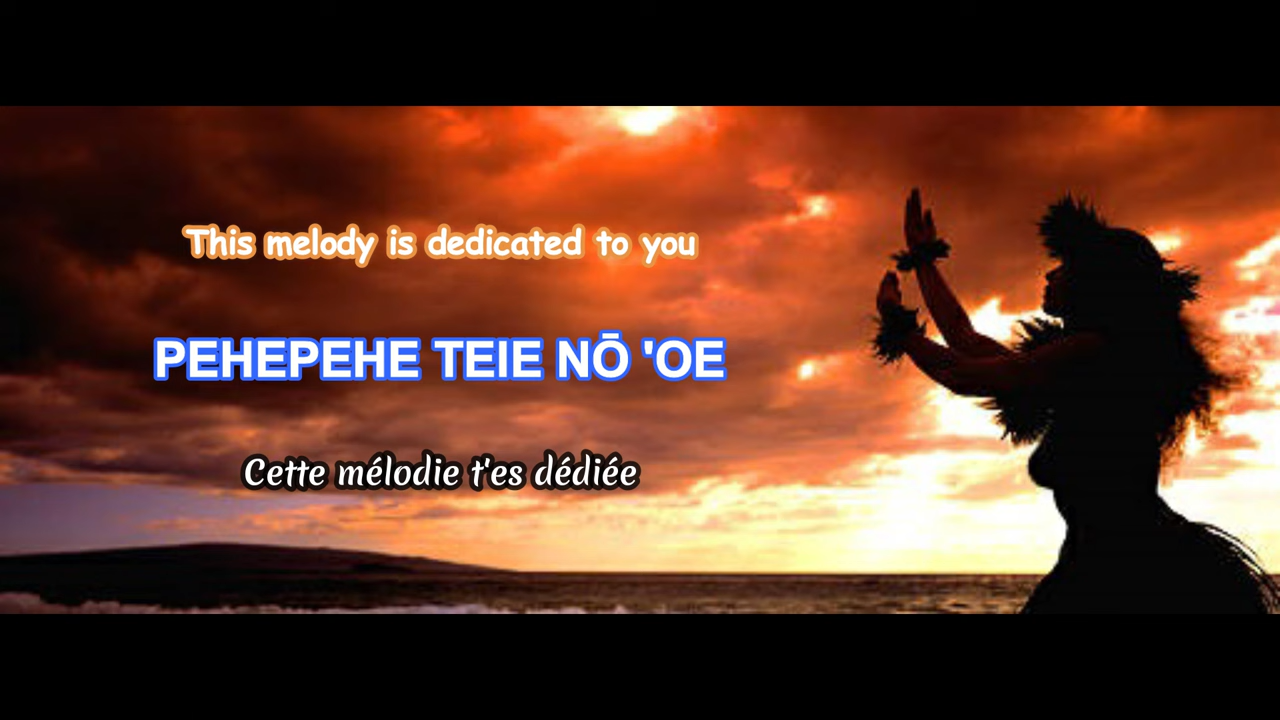 This melody is dedicated to you
PEHEPEHE TEIE NŌ 'OE
Cette mélodie t'es dédiée